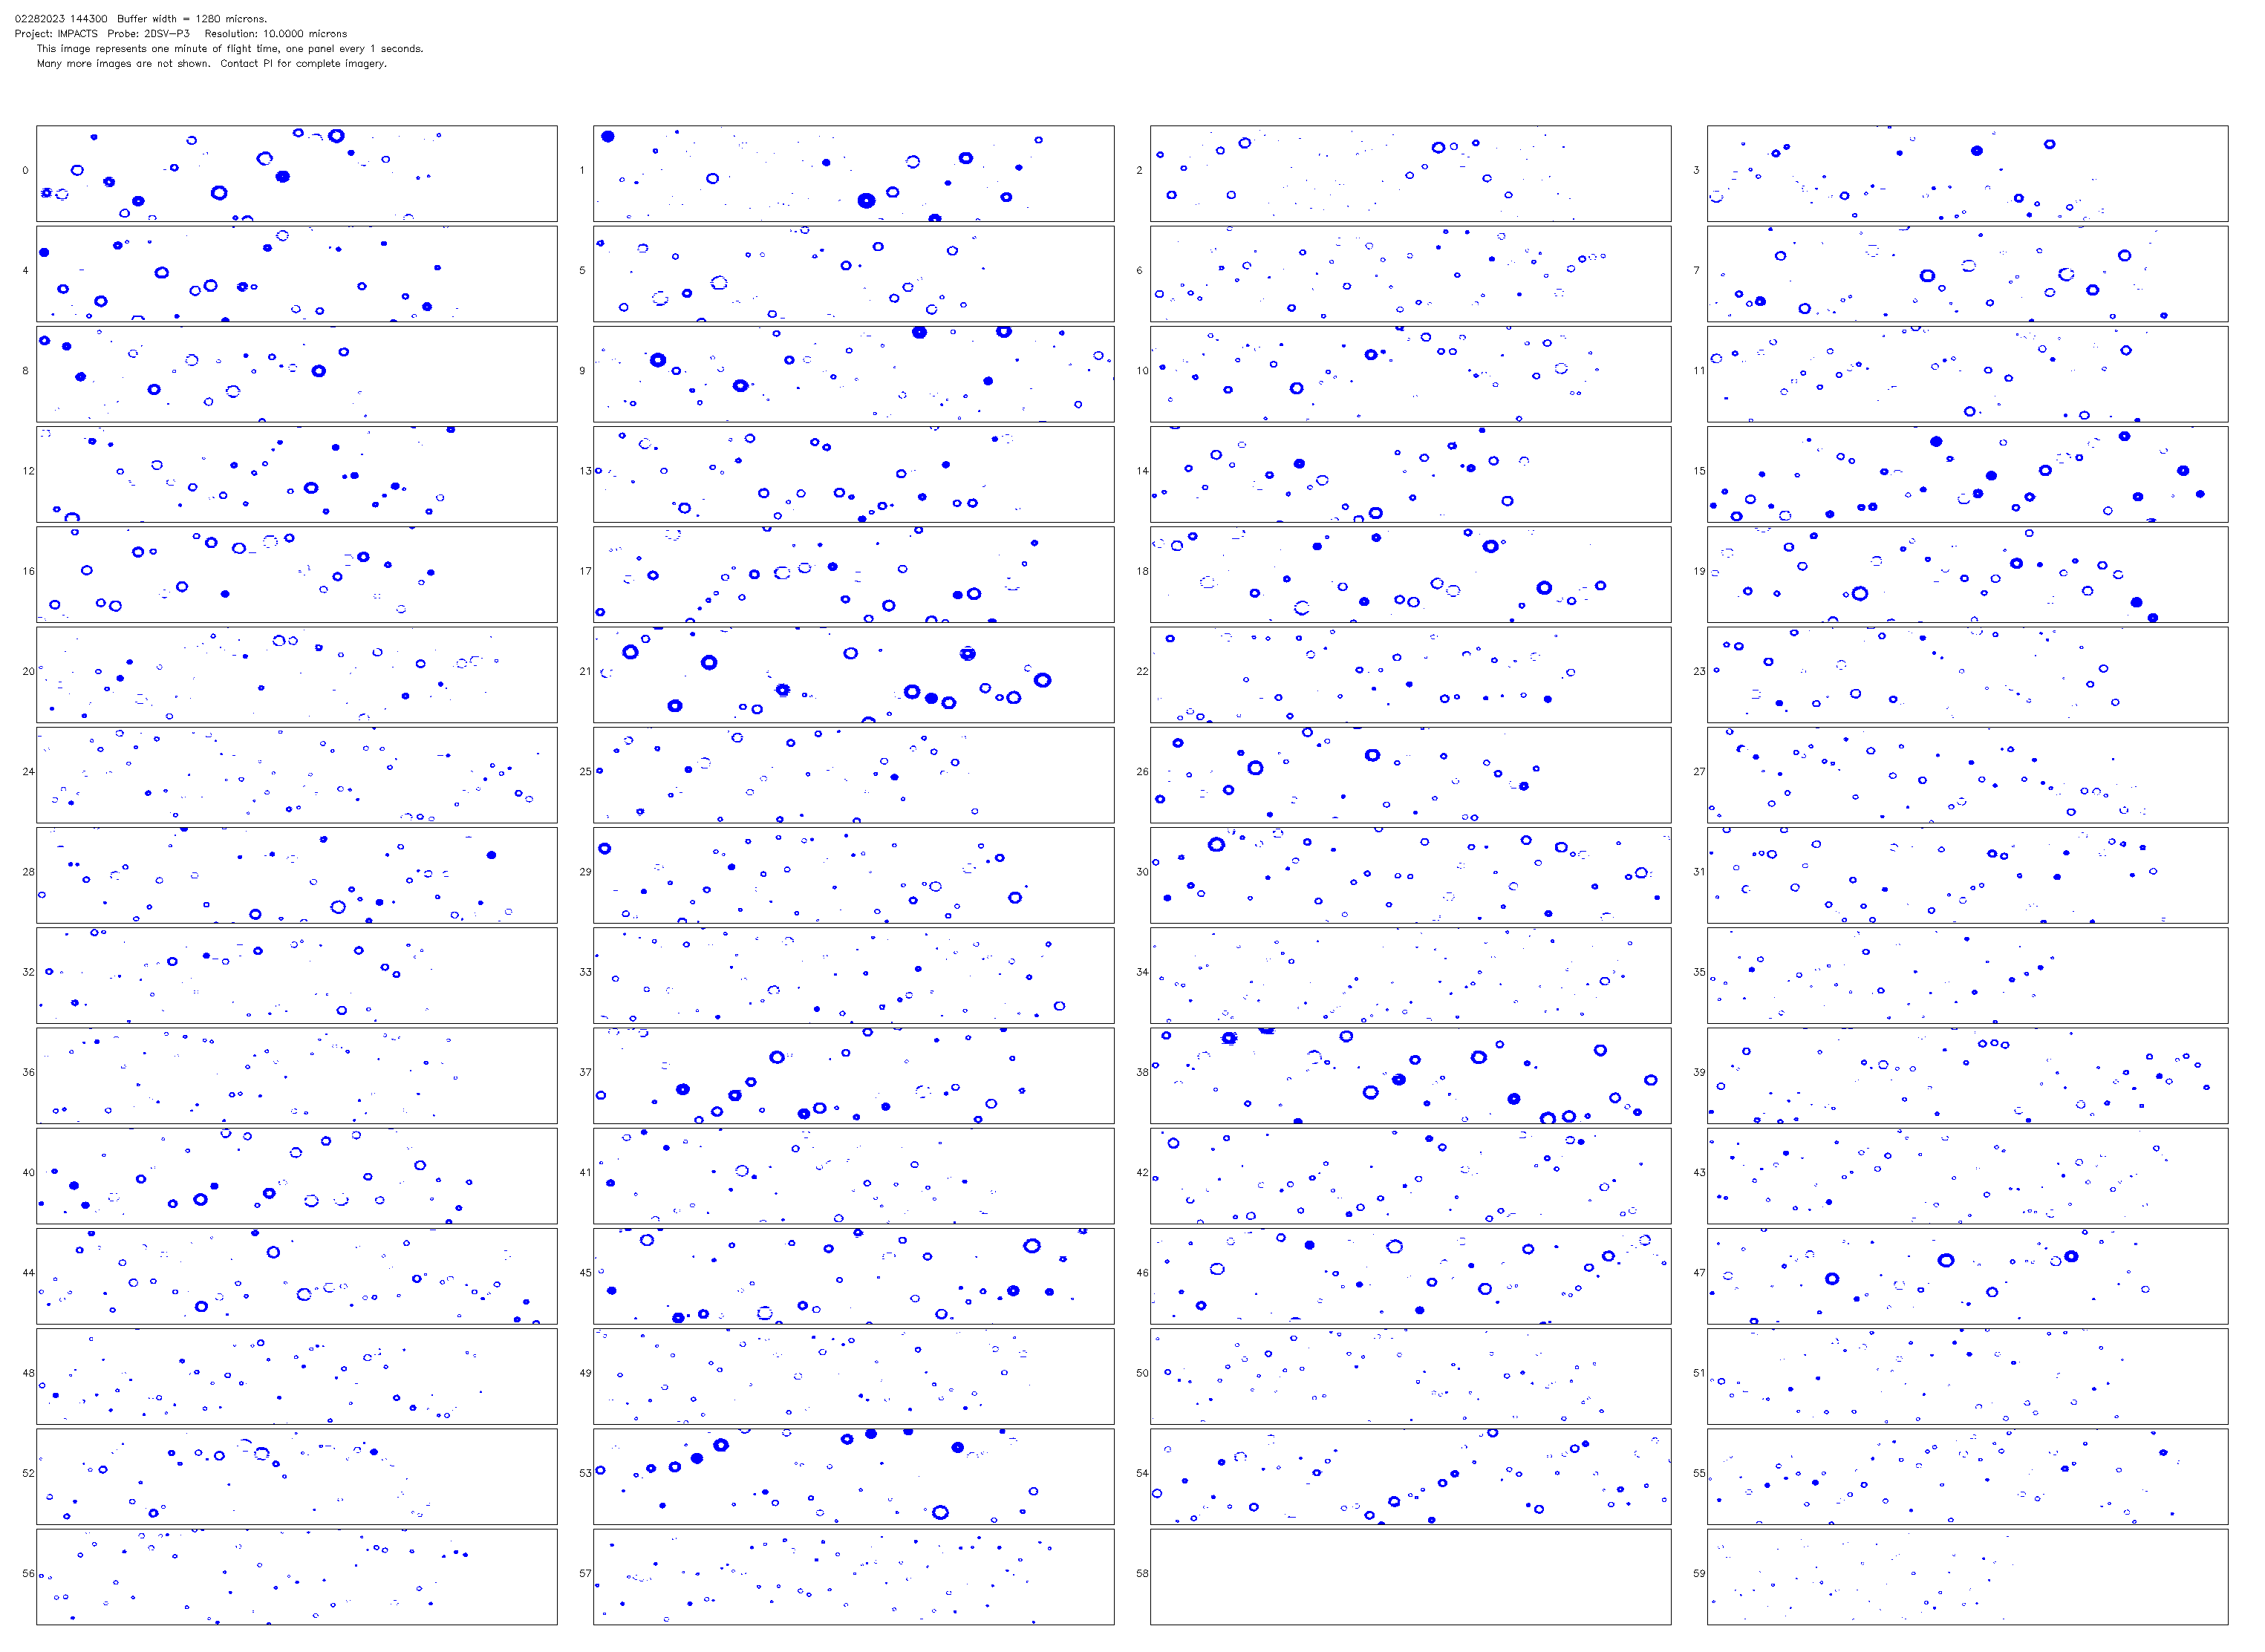 02282023 144300 Buffer width = 1280 microns.
Project: IMPACTS Probe: 2DSV-P3 Resolution: 10.0000 microns
This image represents one minute of flight time, one panel every 1 seconds.
Many more images are not shown. Contact PI for complete imagery.
0 1 2 3
4 5 6 7
8 9 10 11
12 13 14 15
16 17 18 19
20 21 22 23
24 25 26 27
28 29 30 31
32 33 34 35
36 37 38 39
40 41 42 43
44 45 46 47
48 49 50 51
52 53 54 55
56 57 58 59